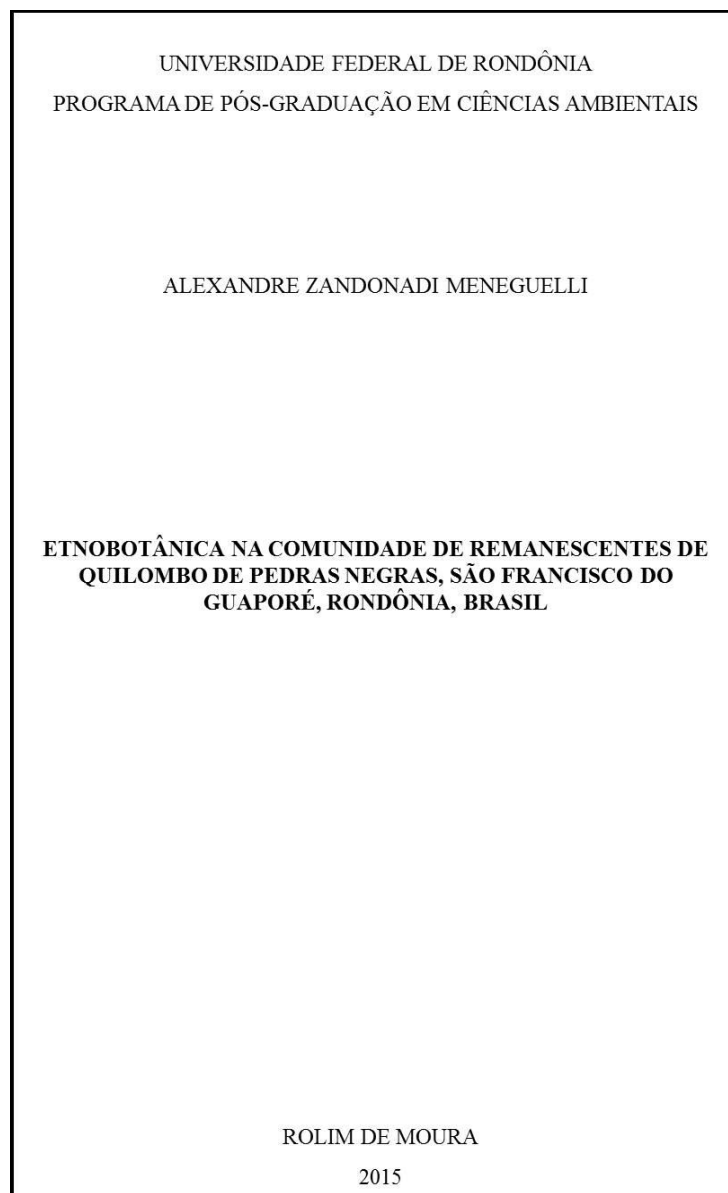 UNIVERSIDADE FEDERAL DE RONDÔNIA
PROGRAMA DE PÓS-GRADUAÇÃO EM CIÊNCIAS AMBIENTAIS
ALEXANDRE ZANDONADI MENEGUELLI
ETNOBOTÂNICA NA COMUNIDADE DE REMANESCENTES DE
QUILOMBO DE PEDRAS NEGRAS, SÃO FRANCISCO DO
GUAPORÉ, RONDÔNIA, BRASIL
ROLIM DE MOURA
2015